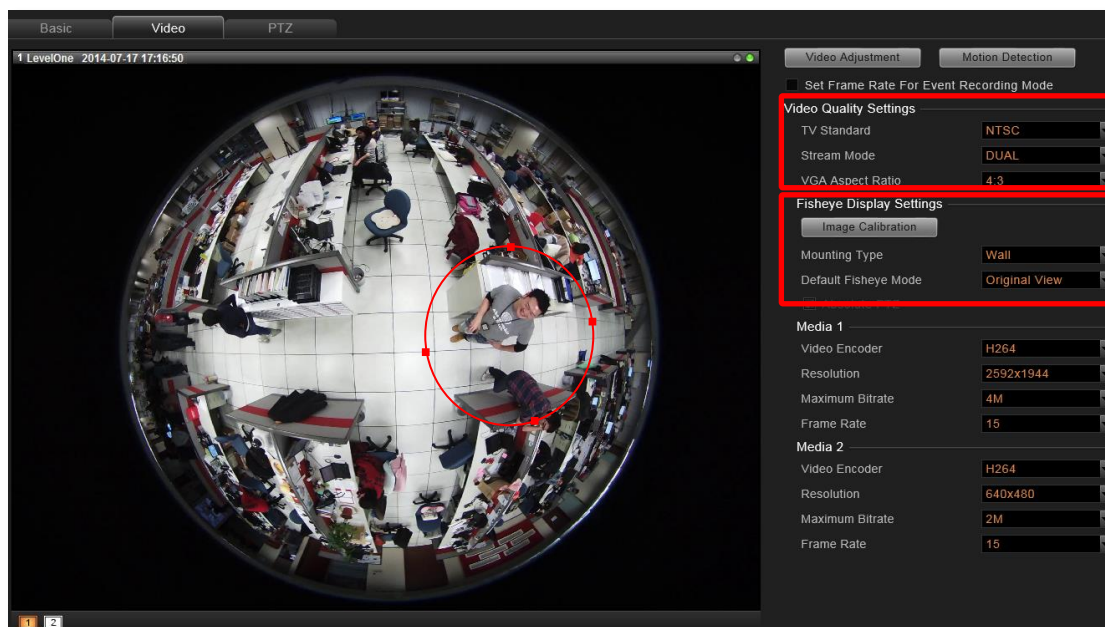 Basic Video PTZ
1 LevelOne 2014-07-17 17:16:50
Video Adjustment Motion Detection
Set Frame Rate For Event Recording Mode
Video Quality Settings
TV Standard NTSC
Stream Mode DUAL
VGA Aspect Ratio 4:3
Fisheye Display Settings
Image Calibration
Mounting Type Wall
Default Fisheye Mode Original View
Absolute PTZ
Media 1
Video Encoder H264
Resolution 2592x1944
Maximum Bitrate 4M
Frame Rate 15
Media 2
Video Encoder H264
Resolution 640x480
Maximum Bitrate 2M
Frame Rate 15
1 2